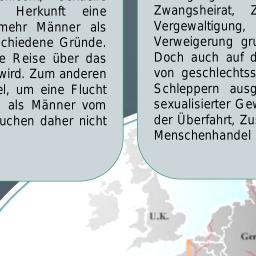 Herkunft eine
mehr Männer als
chiedene Gründe.
e Reise über das
wird. Zum anderen
el, um eine Flucht
als Männer vom
uchen daher nicht
Zwangsheirat, Z
Vergewaltigung,
Verweigerung gru
Doch auch auf d
von geschlechtss
Schleppern ausg
sexualisierter Gew
der Überfahrt, Zus
Menschenhandel
U.K.
Ger